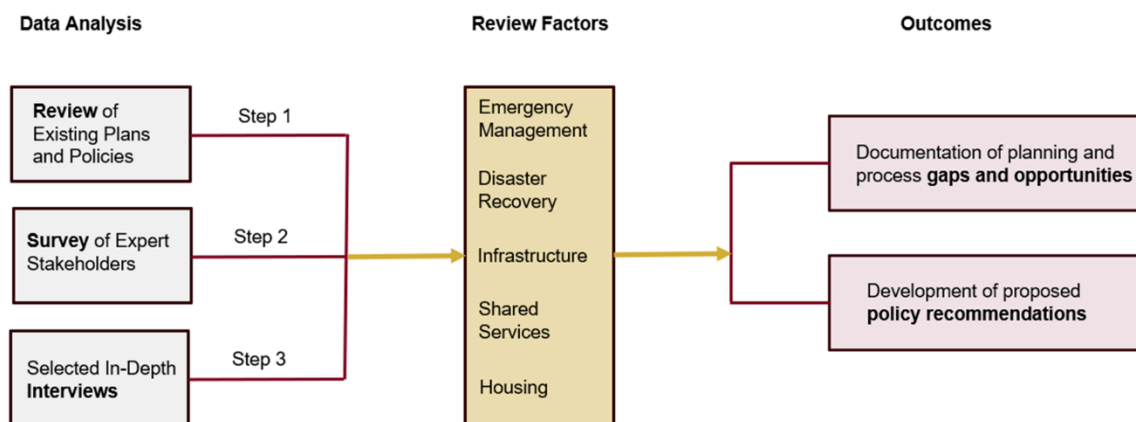 Data Analysis
Review Factors
Outcomes
Review of
Existing Plans
and Policies
Step 1
Survey of Expert
Stakeholders
Step 2
Selected In-Depth
Interviews
Step 3
Emergency
Management
Disaster
Recovery
Infrastructure
Shared
Services
Housing
Documentation of planning and
process gaps and opportunities
Development of proposed
policy recommendations